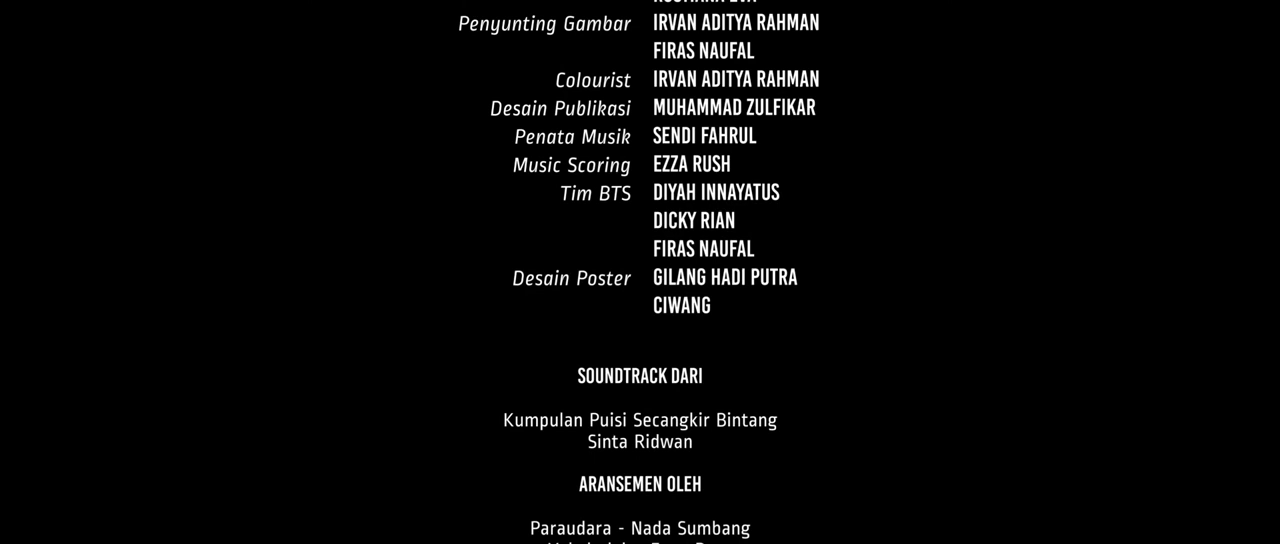 Penyunting Gambar IRVAN ADITYA RAHMAN
FIRAS NAUFAL
Colourist IRVAN ADITYA RAHMAN
Desain Publikasi MUHAMMAD ZULFIKAR
Penata Musik SENDI FAHRUL
Music Scoring EZZA RUSH
Tim BTS DIYAH INNAYATUS
DICKY RIAN
FIRAS NAUFAL
Desain Poster GILANG HADI PUTRA
CIWANG
SOUNDTRACK DARI
Kumpulan Puisi Secangkir Bintang
Sinta Ridwan
ARANSEMEN OLEH
Paraudara - Nada Sumbang